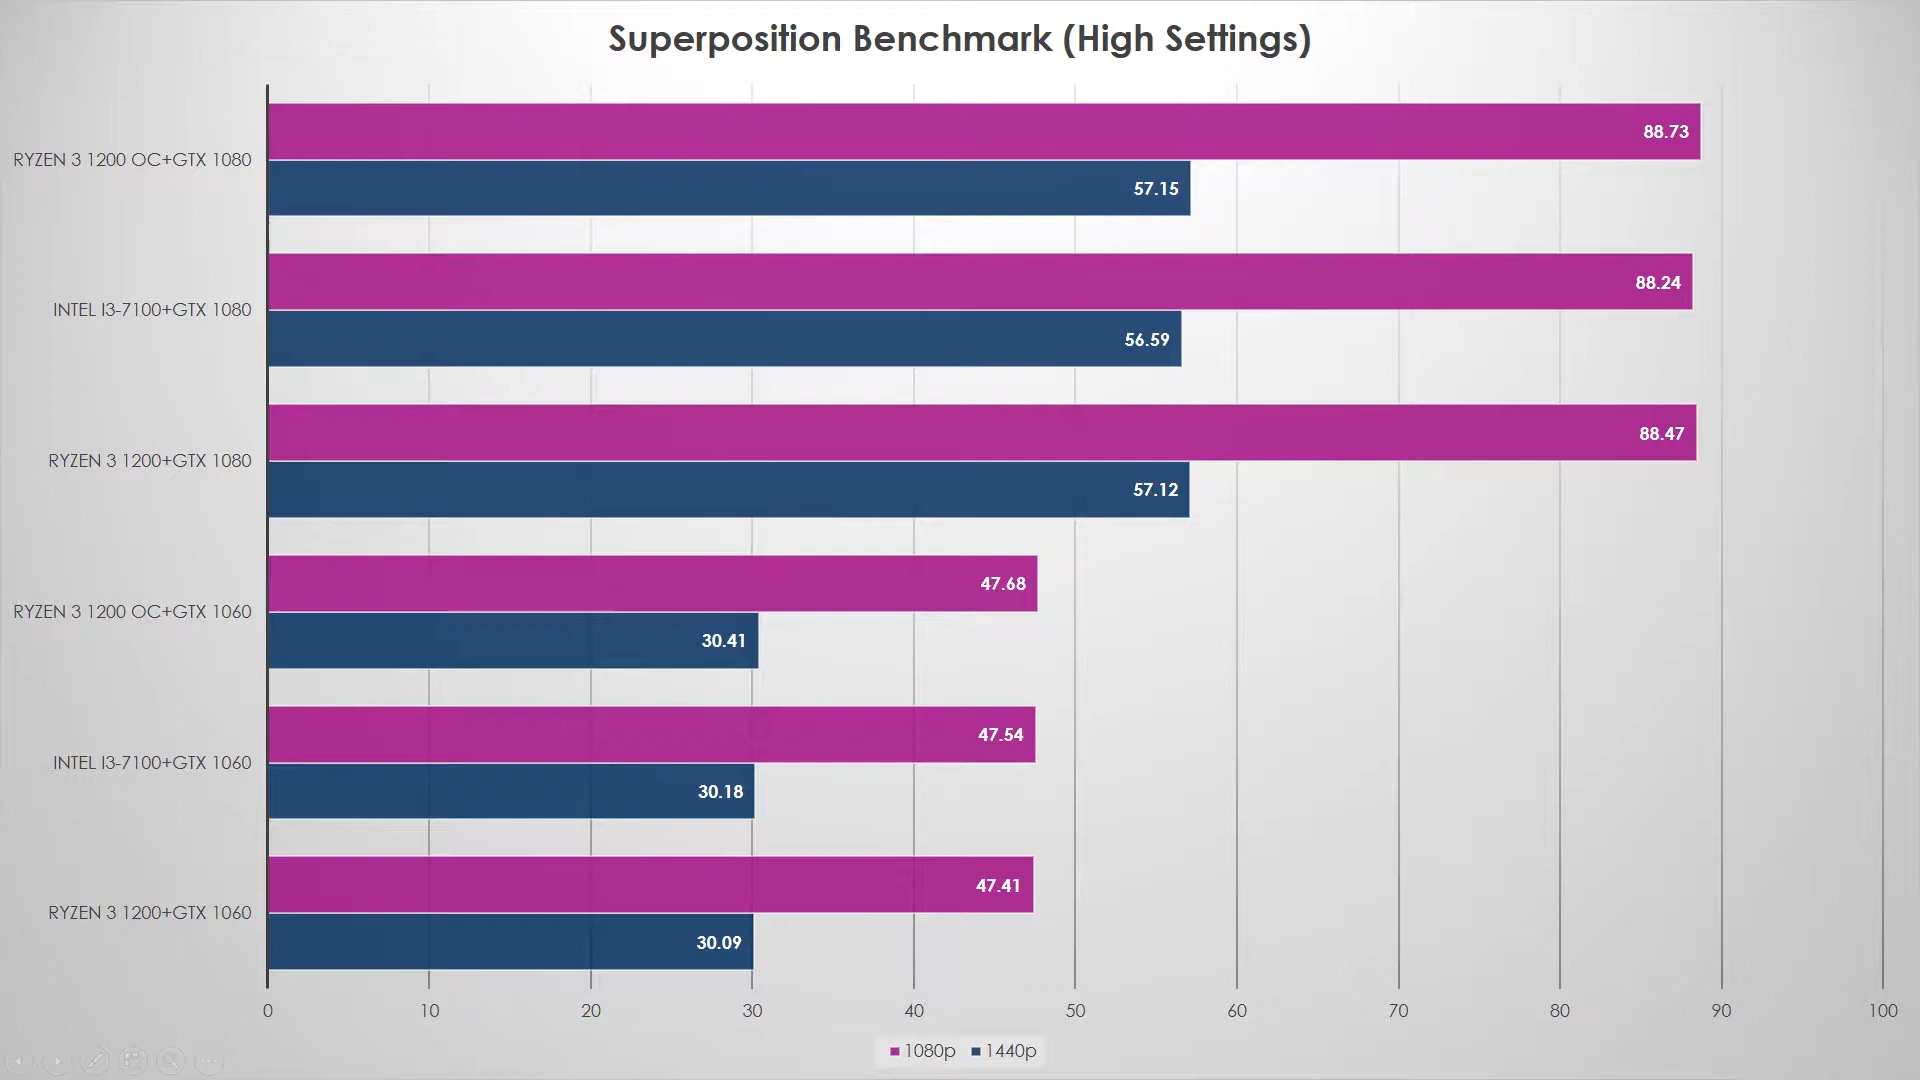 Superposition Benchmark (High Settings)
RYZEN 3 1200 OC+GTX 1080
88.73
57.15
INTEL I3-7100+GTX 1080
88.24
56.59
RYZEN 3 1200+GTX 1080
88.47
57.12
RYZEN 3 1200 OC+GTX 1060
47.68
30.41
INTEL I3-7100+GTX 1060
47.54
30.18
RYZEN 3 1200+GTX 1060
47.41
30.09
0 10 20 30 40 50 60 70 80 90 100
1080p 1440p